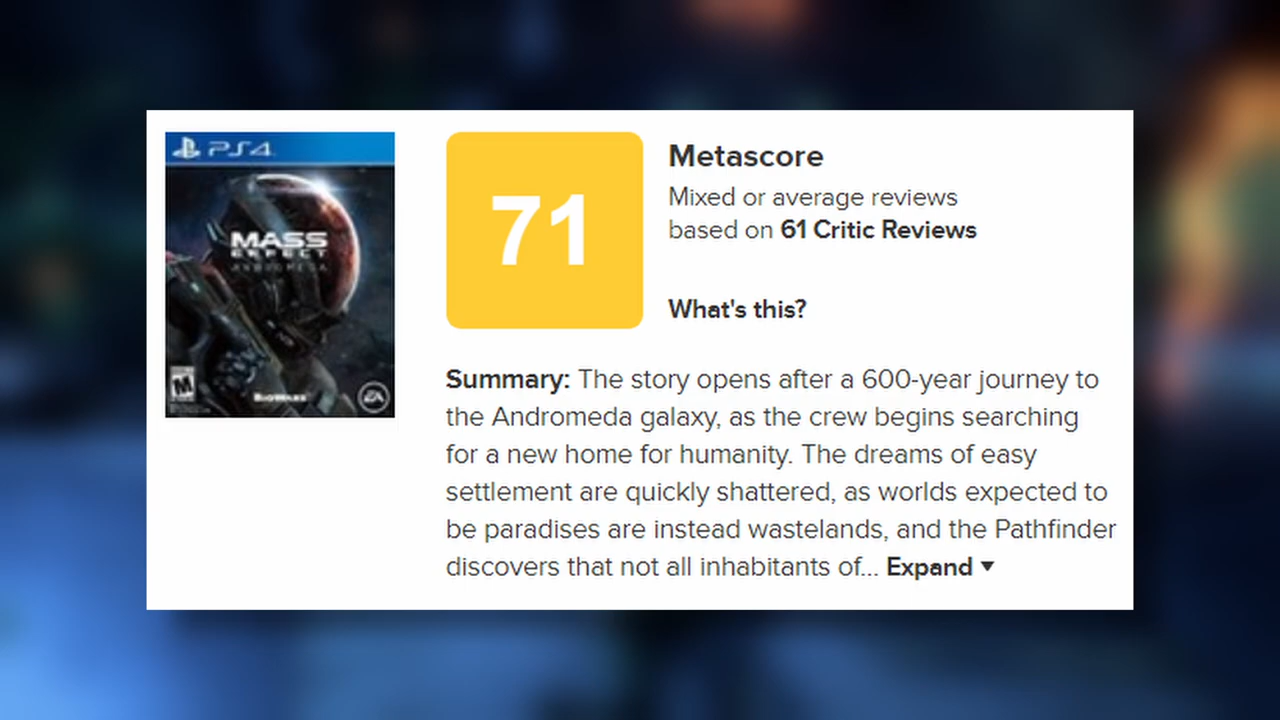 PS4
MASS
EFFECT
ANDROMEDA
M
BIOWARE
EA
71
Metascore
Mixed or average reviews
based on 61 Critic Reviews
What's this?
Summary: The story opens after a 600-year journey to
the Andromeda galaxy, as the crew begins searching
for a new home for humanity. The dreams of easy
settlement are quickly shattered, as worlds expected to
be paradises are instead wastelands, and the Pathfinder
discovers that not all inhabitants of... Expand ▼